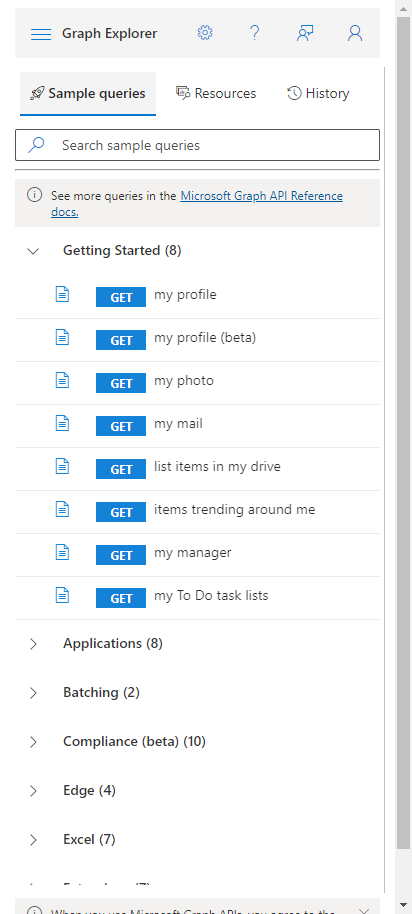 Graph Explorer
Sample queries Resources History
Search sample queries
See more queries in the Microsoft Graph API Reference
docs.
Getting Started (8)
GET my profile
GET my profile (beta)
GET my photo
GET my mail
GET list items in my drive
GET items trending around me
GET my manager
GET my To Do task lists
Applications (8)
Batching (2)
Compliance (beta) (10)
Edge (4)
Excel (7)
When you use Microsoft Graph APIs, you agree to the